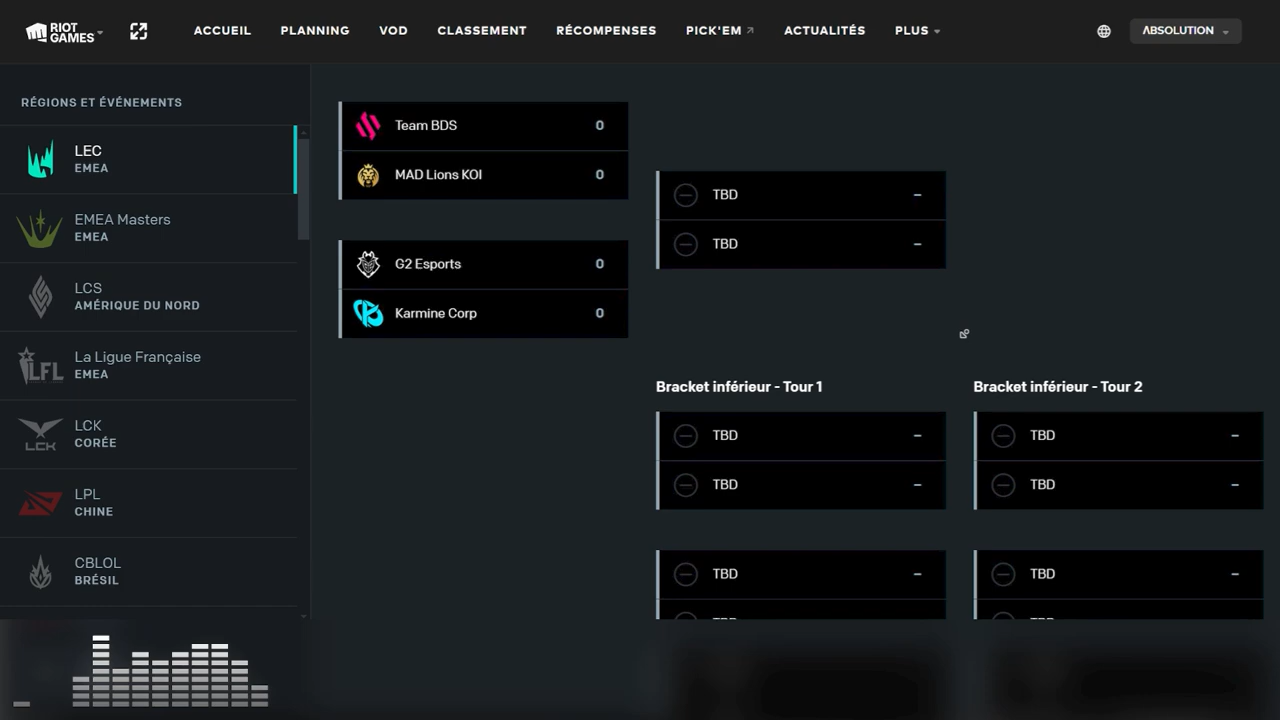 RIOT GAMES
ACCUEIL
PLANNING
VOD
CLASSEMENT
RÉCOMPENSES
PICK'EM
ACTUALITÉS
PLUS
ΛBSOLUTION
RÉGIONS ET ÉVÉNEMENTS
LEC
EMEA
EMEA Masters
EMEA
LCS
AMÉRIQUE DU NORD
LFL
La Ligue Française
EMEA
LCK
LCK
CORÉE
LPL
CHINE
CBLOL
BRÉSIL
Team BDS 0
MAD Lions KOI 0
G2 Esports 0
Karmine Corp 0
TBD –
TBD –
Bracket inférieur - Tour 1
TBD –
TBD –
TBD –
Bracket inférieur - Tour 2
TBD –
TBD –
TBD –